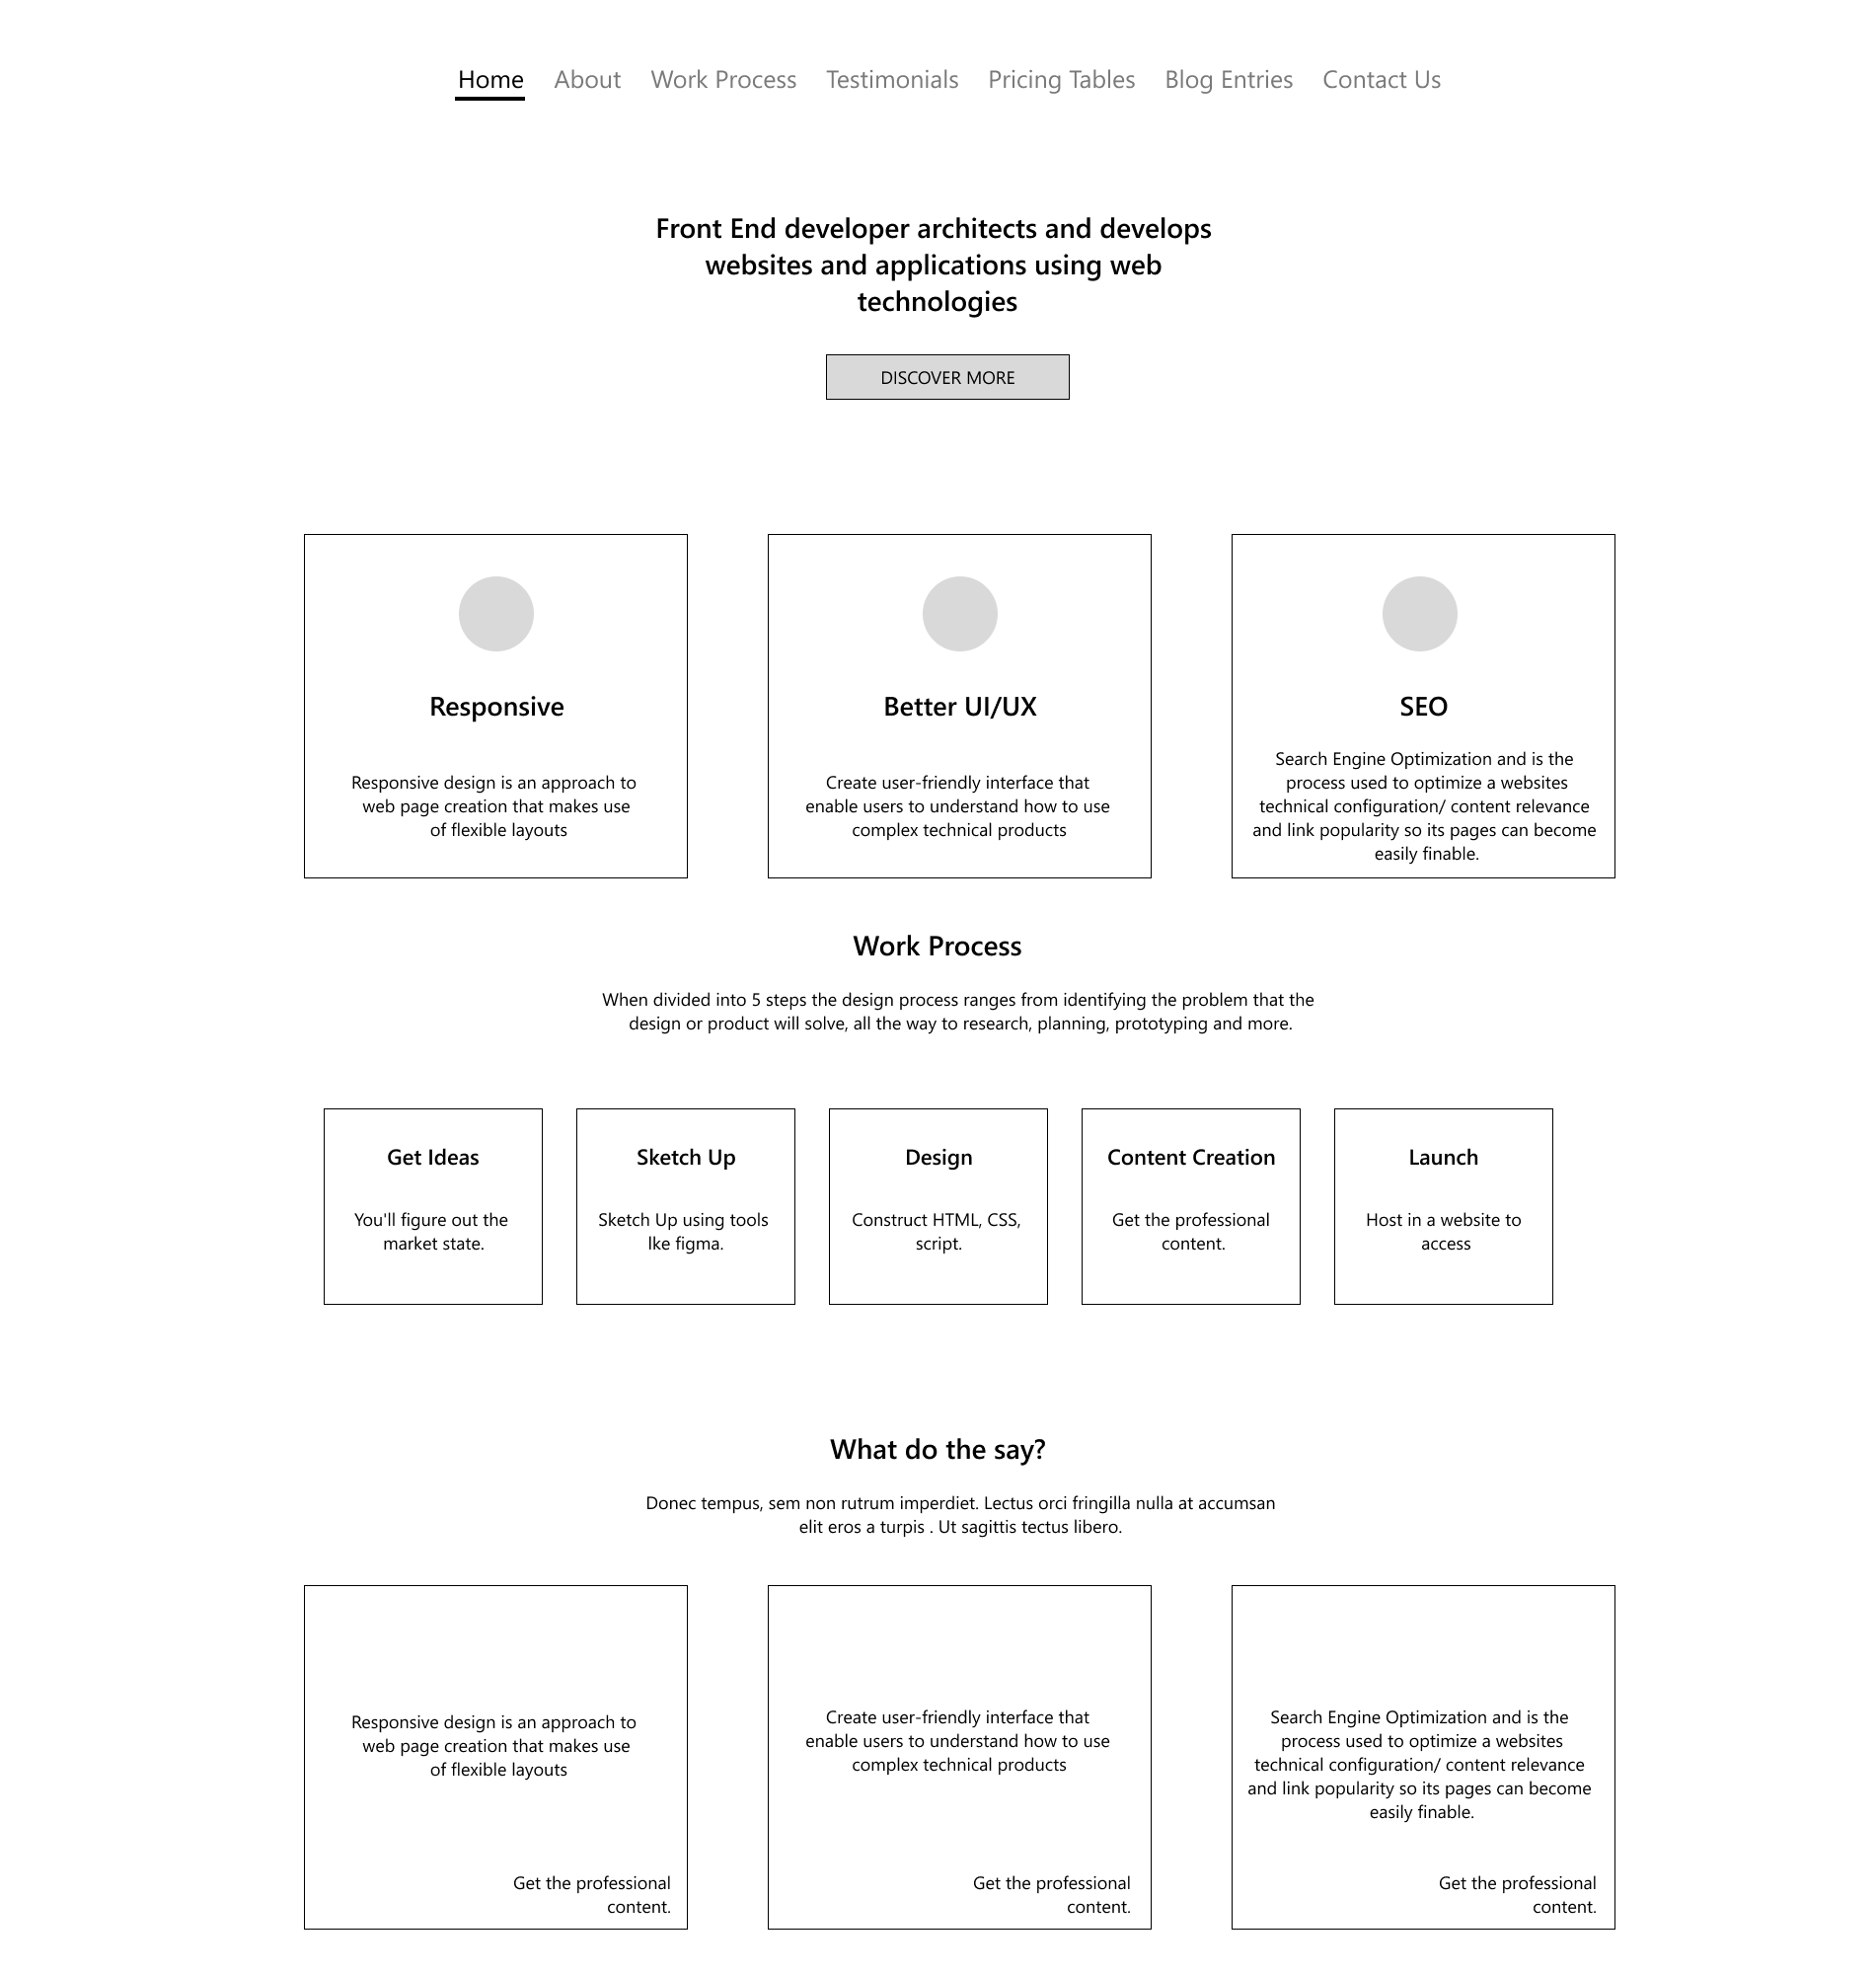 Home About Work Process Testimonials Pricing Tables Blog Entries Contact Us
Front End developer architects and develops
websites and applications using web
technologies
DISCOVER MORE
Responsive
Responsive design is an approach to
web page creation that makes use
of flexible layouts
Better UI/UX
Create user-friendly interface that
enable users to understand how to use
complex technical products
SEO
Search Engine Optimization and is the
process used to optimize a websites
technical configuration/ content relevance
and link popularity so its pages can become
easily finable.
Work Process
When divided into 5 steps the design process ranges from identifying the problem that the
design or product will solve, all the way to research, planning, prototyping and more.
Get Ideas
You'll figure out the
market state.
Sketch Up
Sketch Up using tools
lke figma.
Design
Construct HTML, CSS,
script.
Content Creation
Get the professional
content.
Launch
Host in a website to
access
What do the say?
Donec tempus, sem non rutrum imperdiet. Lectus orci fringilla nulla at accumsan
elit eros a turpis . Ut sagittis tectus libero.
Responsive design is an approach to
web page creation that makes use
of flexible layouts
Get the professional
content.
Create user-friendly interface that
enable users to understand how to use
complex technical products
Get the professional
content.
Search Engine Optimization and is the
process used to optimize a websites
technical configuration/ content relevance
and link popularity so its pages can become
easily finable.
Get the professional
content.